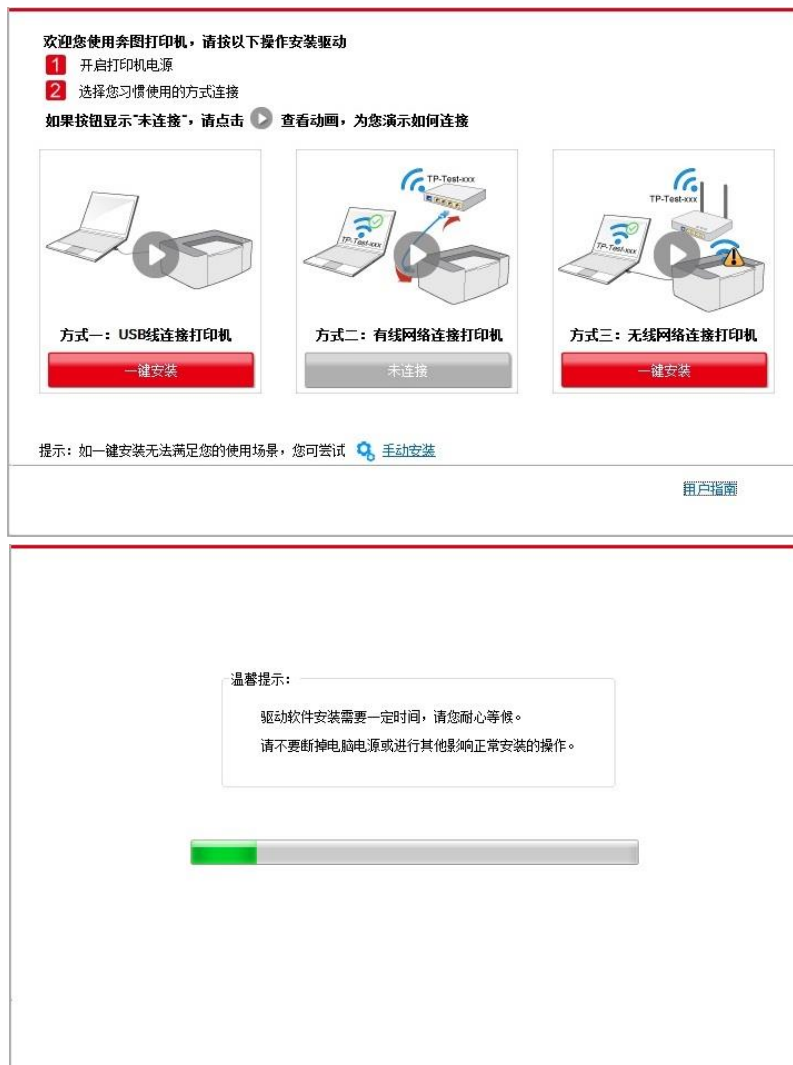 欢迎您使用奔图打印机，请按以下操作安装驱动
1 开启打印机电源
2 选择您习惯使用的方式连接
如果按钮显示"未连接"，请点击 查看动画，为您演示如何连接
TP-Test-xxx
TP-Test-xxx
TP-Test-xxx
TP-Test-xxx
方式一：USB线连接打印机
方式二：有线网络连接打印机
方式三：无线网络连接打印机
一键安装
未连接
一键安装
提示：如一键安装无法满足您的使用场景，您可尝试 手动安装
用户指南
温馨提示：
驱动软件安装需要一定时间，请您耐心等候。
请不要断掉电脑电源或进行其他影响正常安装的操作。